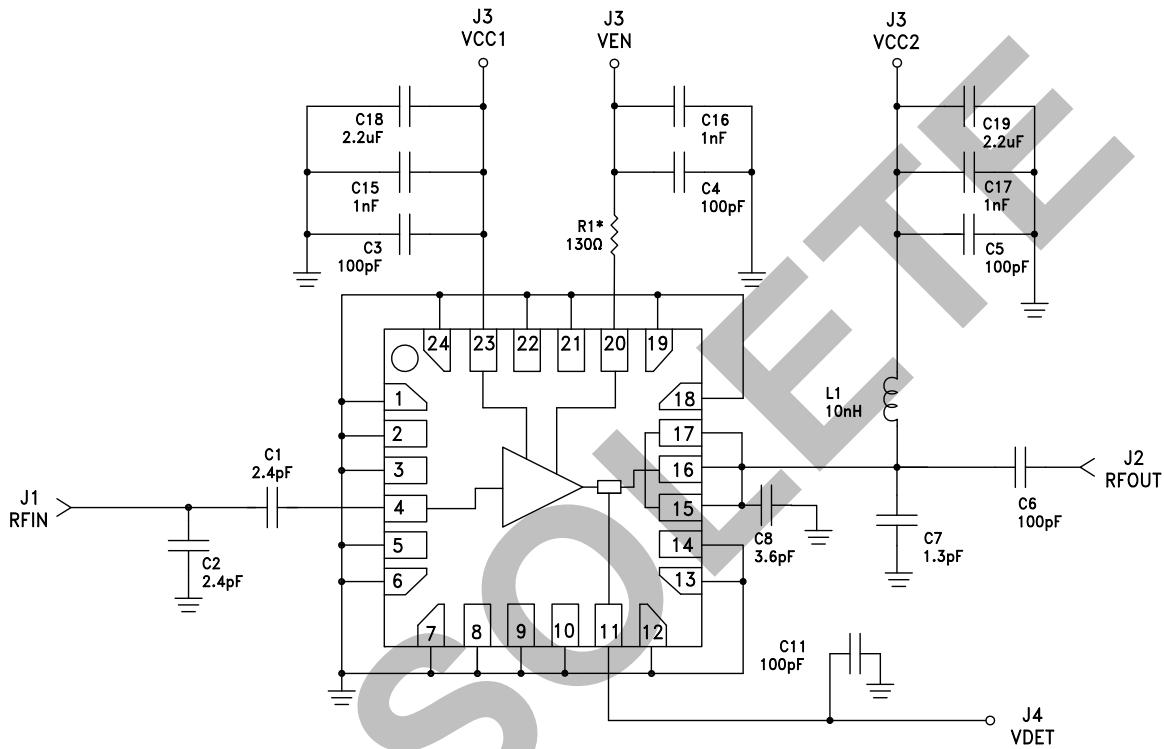 J3
VCC1
J3
VEN
J3
VCC2
C18
2.2uF
C16
1nF
C19
2.2uF
C15
1nF
C4
100pF
C17
1nF
C3
100pF
R1*
130Ω
C5
100pF
24
23
22
21
20
19
1
2
3
4
5
6
18
17
16
15
14
13
7
8
9
10
11
12
L1
10nH
J1
RFIN
C1
2.4pF
C2
2.4pF
C8
3.6pF
C7
1.3pF
C6
100pF
J2
RFOUT
C11
100pF
J4
VDET
SOLETE